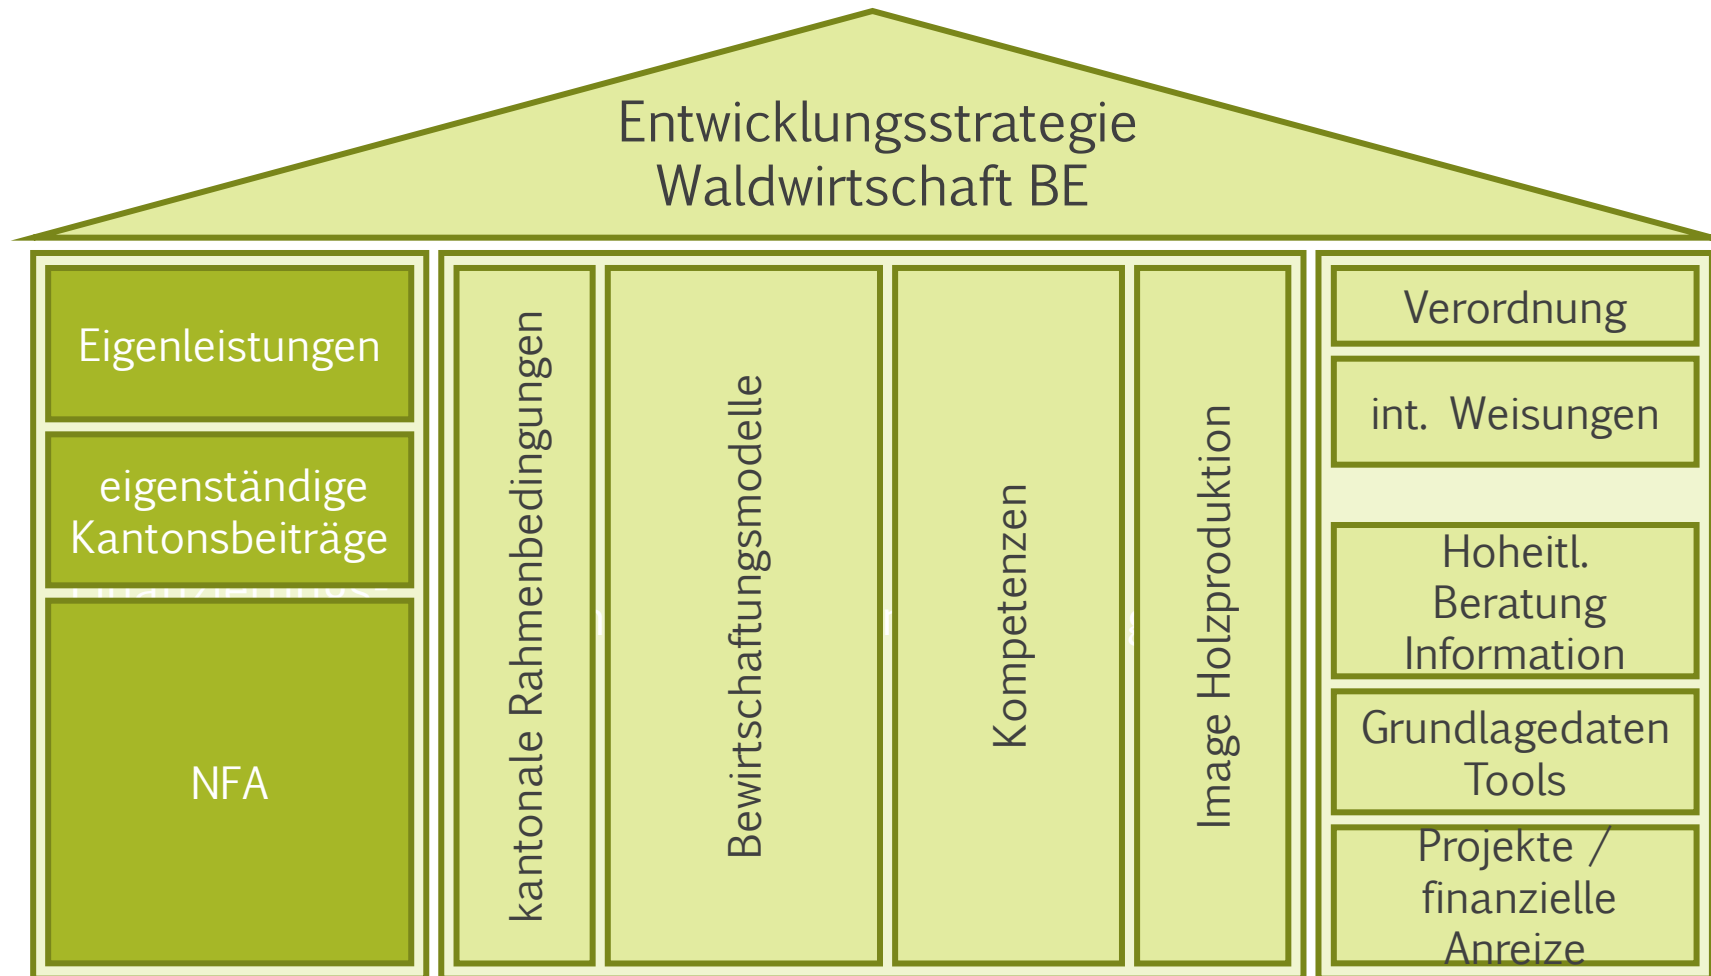 Entwicklungsstrategie
Waldwirtschaft BE
Eigenleistungen
eigenständige
Kantonsbeiträge
NFA
kantonale Rahmenbedingungen
Bewirtschaftungsmodelle
Kompetenzen
Image Holzproduktion
Verordnung
int. Weisungen
Hoheitl.
Beratung
Information
Grundlagedaten
Tools
Projekte /
finanzielle
Anreize